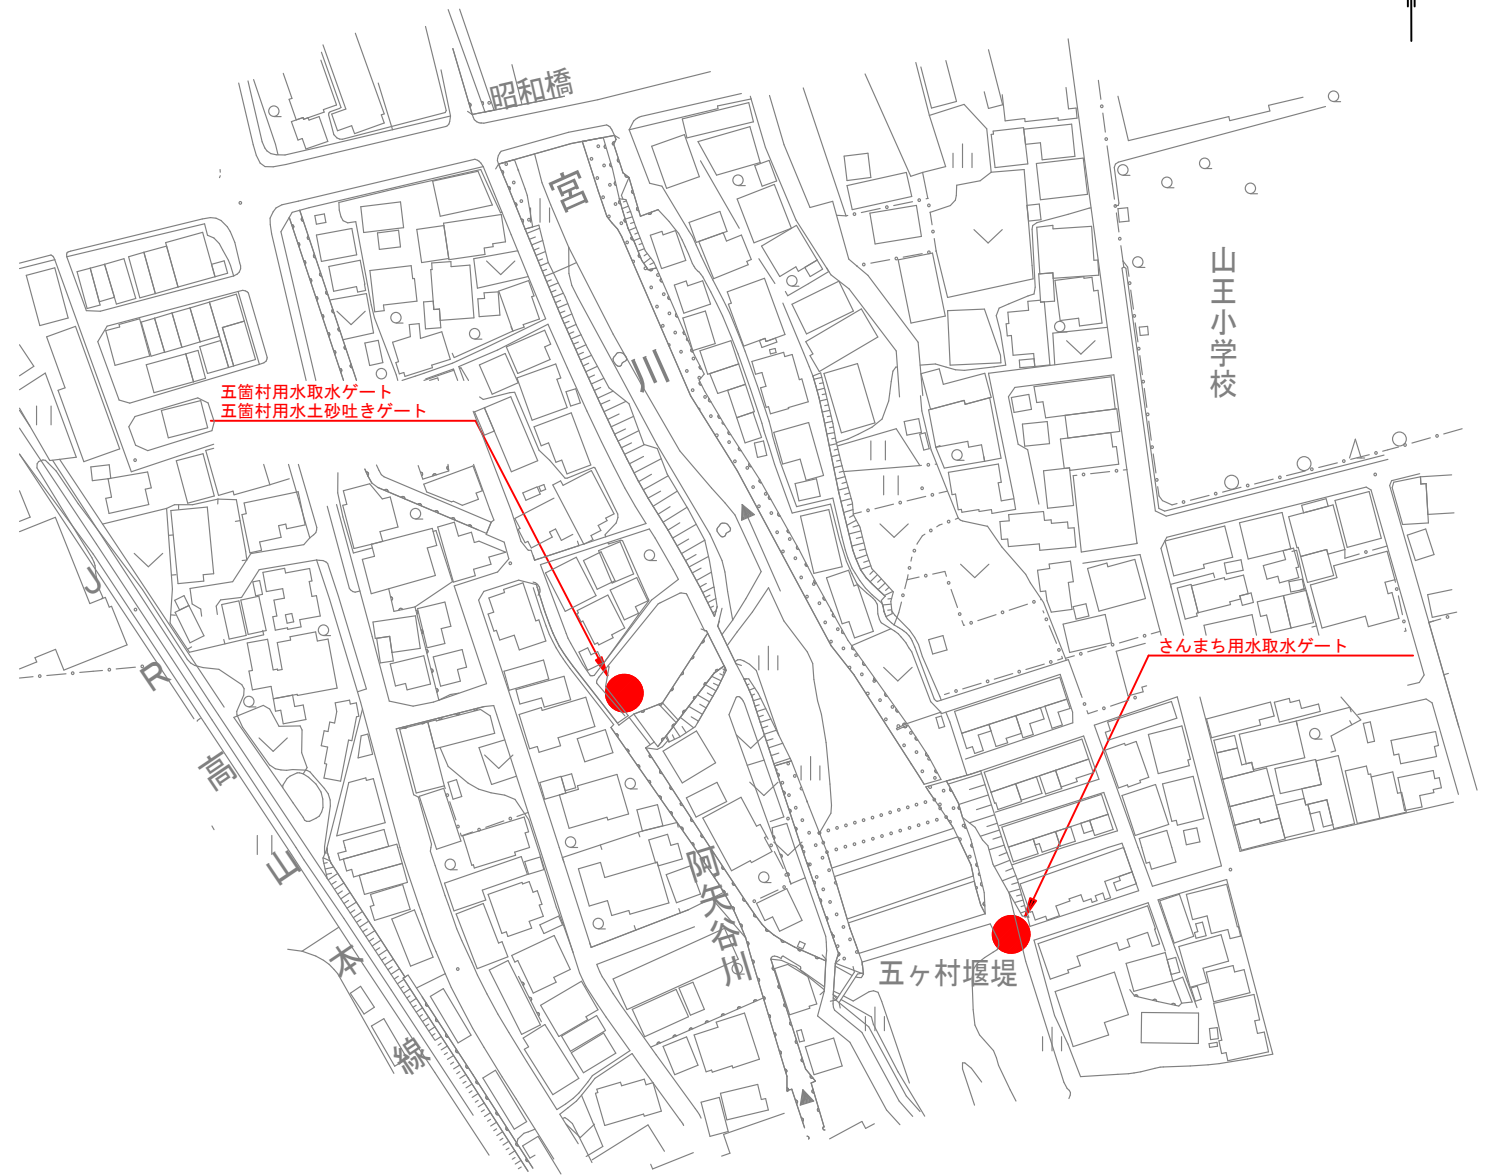 昭和橋
宮川
山王小学校
五箇村用水取水ゲート
五箇村用水土砂吐きゲート
さんまち用水取水ゲート
JR高山本線
阿矢谷川
五ヶ村堰堤